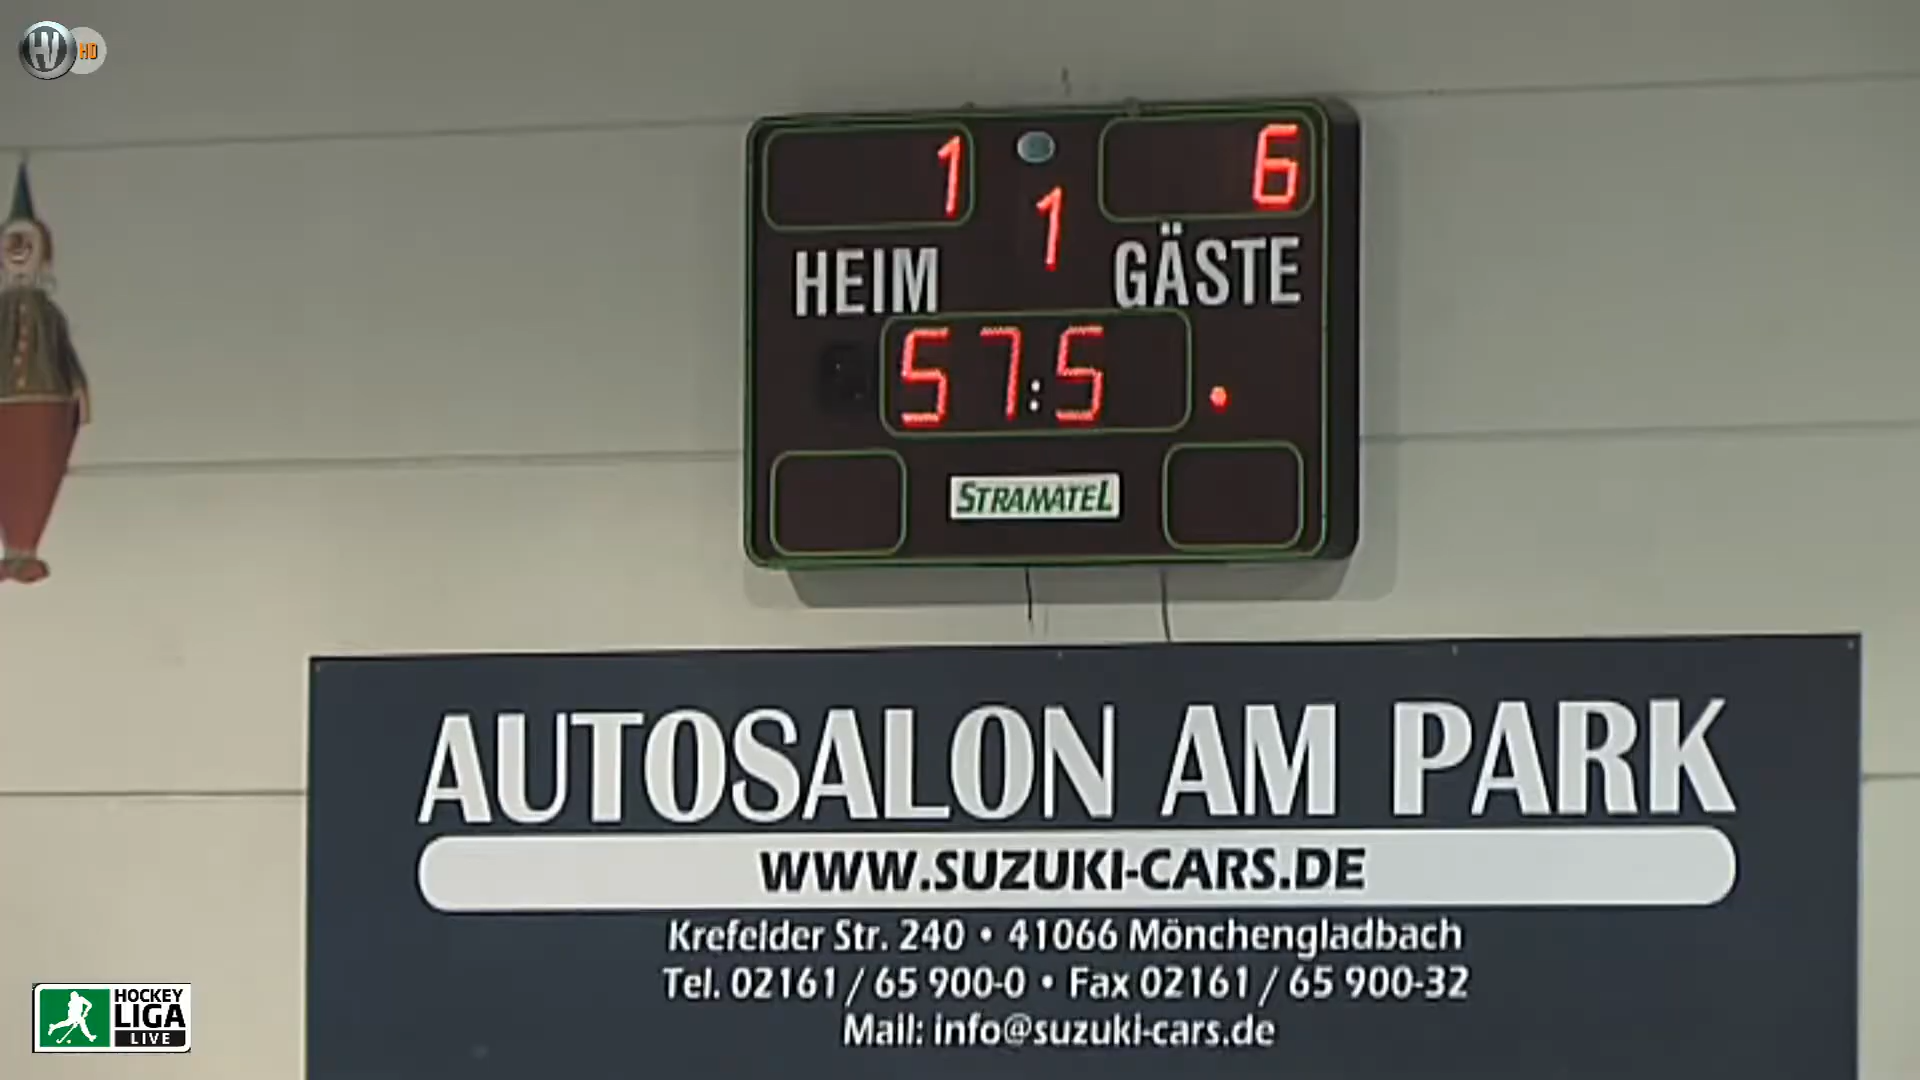 HV HD
1 6
1
HEIM GÄSTE
57:5
STRAMATEL
AUTOSALON AM PARK
WWW.SUZUKI-CARS.DE
Krefelder Str. 240 • 41066 Mönchengladbach
Tel. 02161 / 65 900-0 • Fax 02161 / 65 900-32
Mail: info@suzuki-cars.de
HOCKEY
LIGA
LIVE